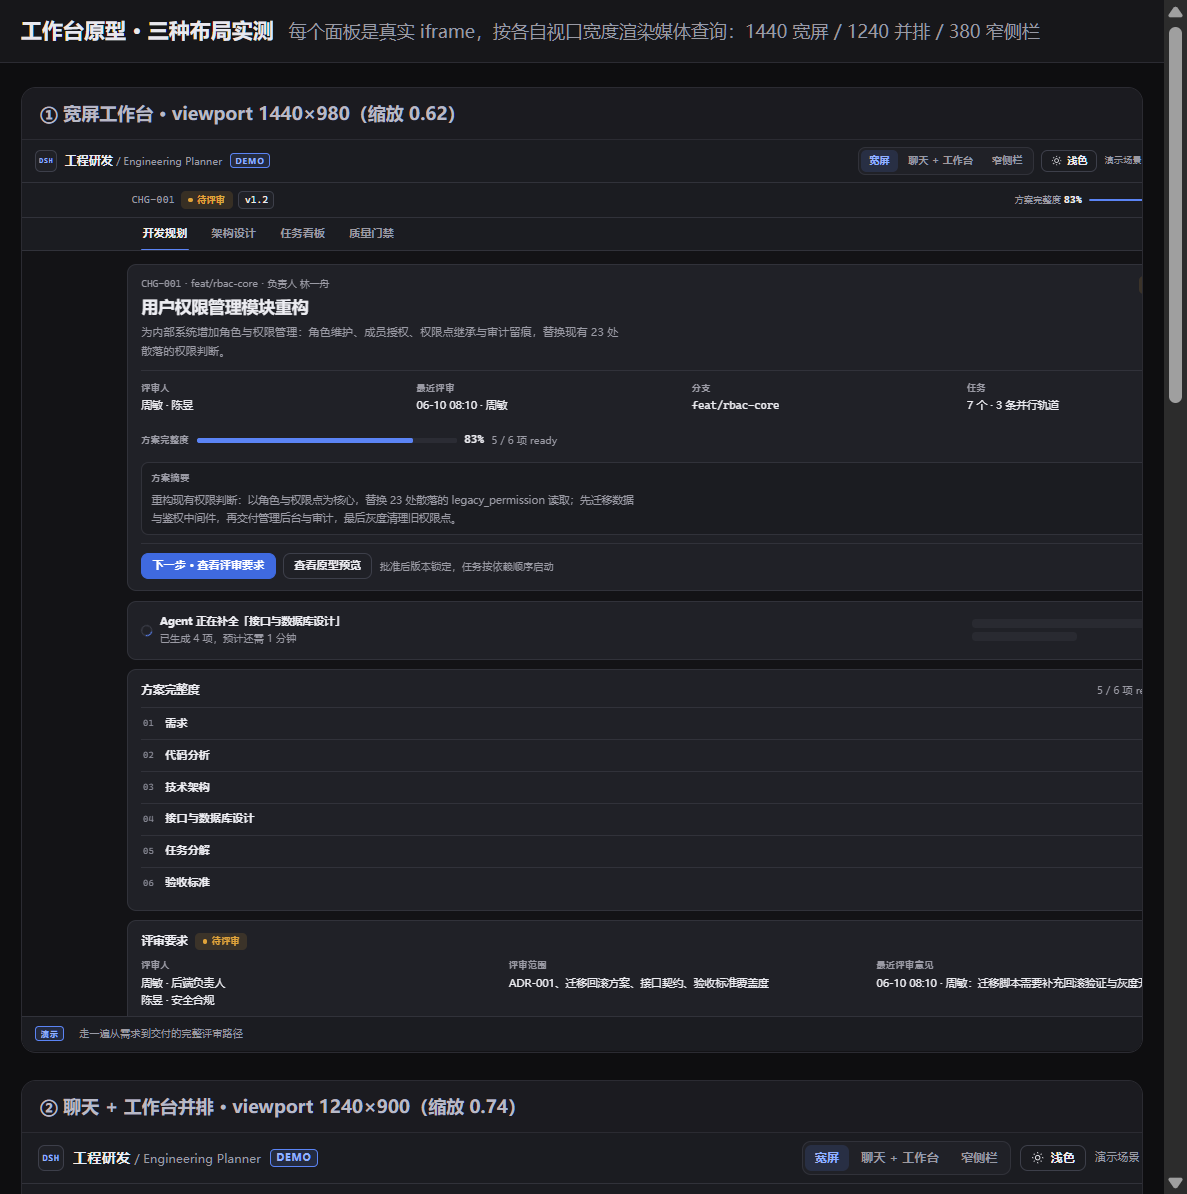 工作台原型 • 三种布局实测 每个面板是真实 iframe，按各自视口宽度渲染媒体查询：1440 宽屏 / 1240 并排 / 380 窄侧栏
① 宽屏工作台 • viewport 1440×980（缩放 0.62）
DSH 工程研发 / Engineering Planner DEMO 宽屏 聊天 + 工作台 窄侧栏 浅色 演示场景
CHG-001 待评审 v1.2 方案完整度 83%
开发规划 架构设计 任务看板 质量门禁
CHG-001 · feat/rbac-core · 负责人 林一舟
用户权限管理模块重构
为内部系统增加角色与权限管理：角色维护、成员授权、权限点继承与审计留痕，替换现有 23 处
散落的权限判断。
评审人 最近评审 分支 任务
周敏 · 陈昱 06-10 08:10 · 周敏 feat/rbac-core 7 个 · 3 条并行轨道
方案完整度 83% 5 / 6 项 ready
方案摘要
重构现有权限判断：以角色与权限点为核心，替换 23 处散落的 legacy_permission 读取；先迁移数据
与鉴权中间件，再交付管理后台与审计，最后灰度清理旧权限点。
下一步 • 查看评审要求 查看原型预览 批准后版本锁定，任务按依赖顺序启动
Agent 正在补全「接口与数据库设计」
已生成 4 项，预计还需 1 分钟
方案完整度 5 / 6 项 re
01 需求
02 代码分析
03 技术架构
04 接口与数据库设计
05 任务分解
06 验收标准
评审要求 待评审
评审人 评审范围 最近评审意见
周敏 · 后端负责人 ADR-001、迁移回滚方案、接口契约、验收标准覆盖度 06-10 08:10 · 周敏：迁移脚本需要补充回滚验证与灰度
陈昱 · 安全合规
演示 走一遍从需求到交付的完整评审路径
② 聊天 + 工作台并排 • viewport 1240×900（缩放 0.74）
DSH 工程研发 / Engineering Planner DEMO 宽屏 聊天 + 工作台 窄侧栏 浅色 演示场景